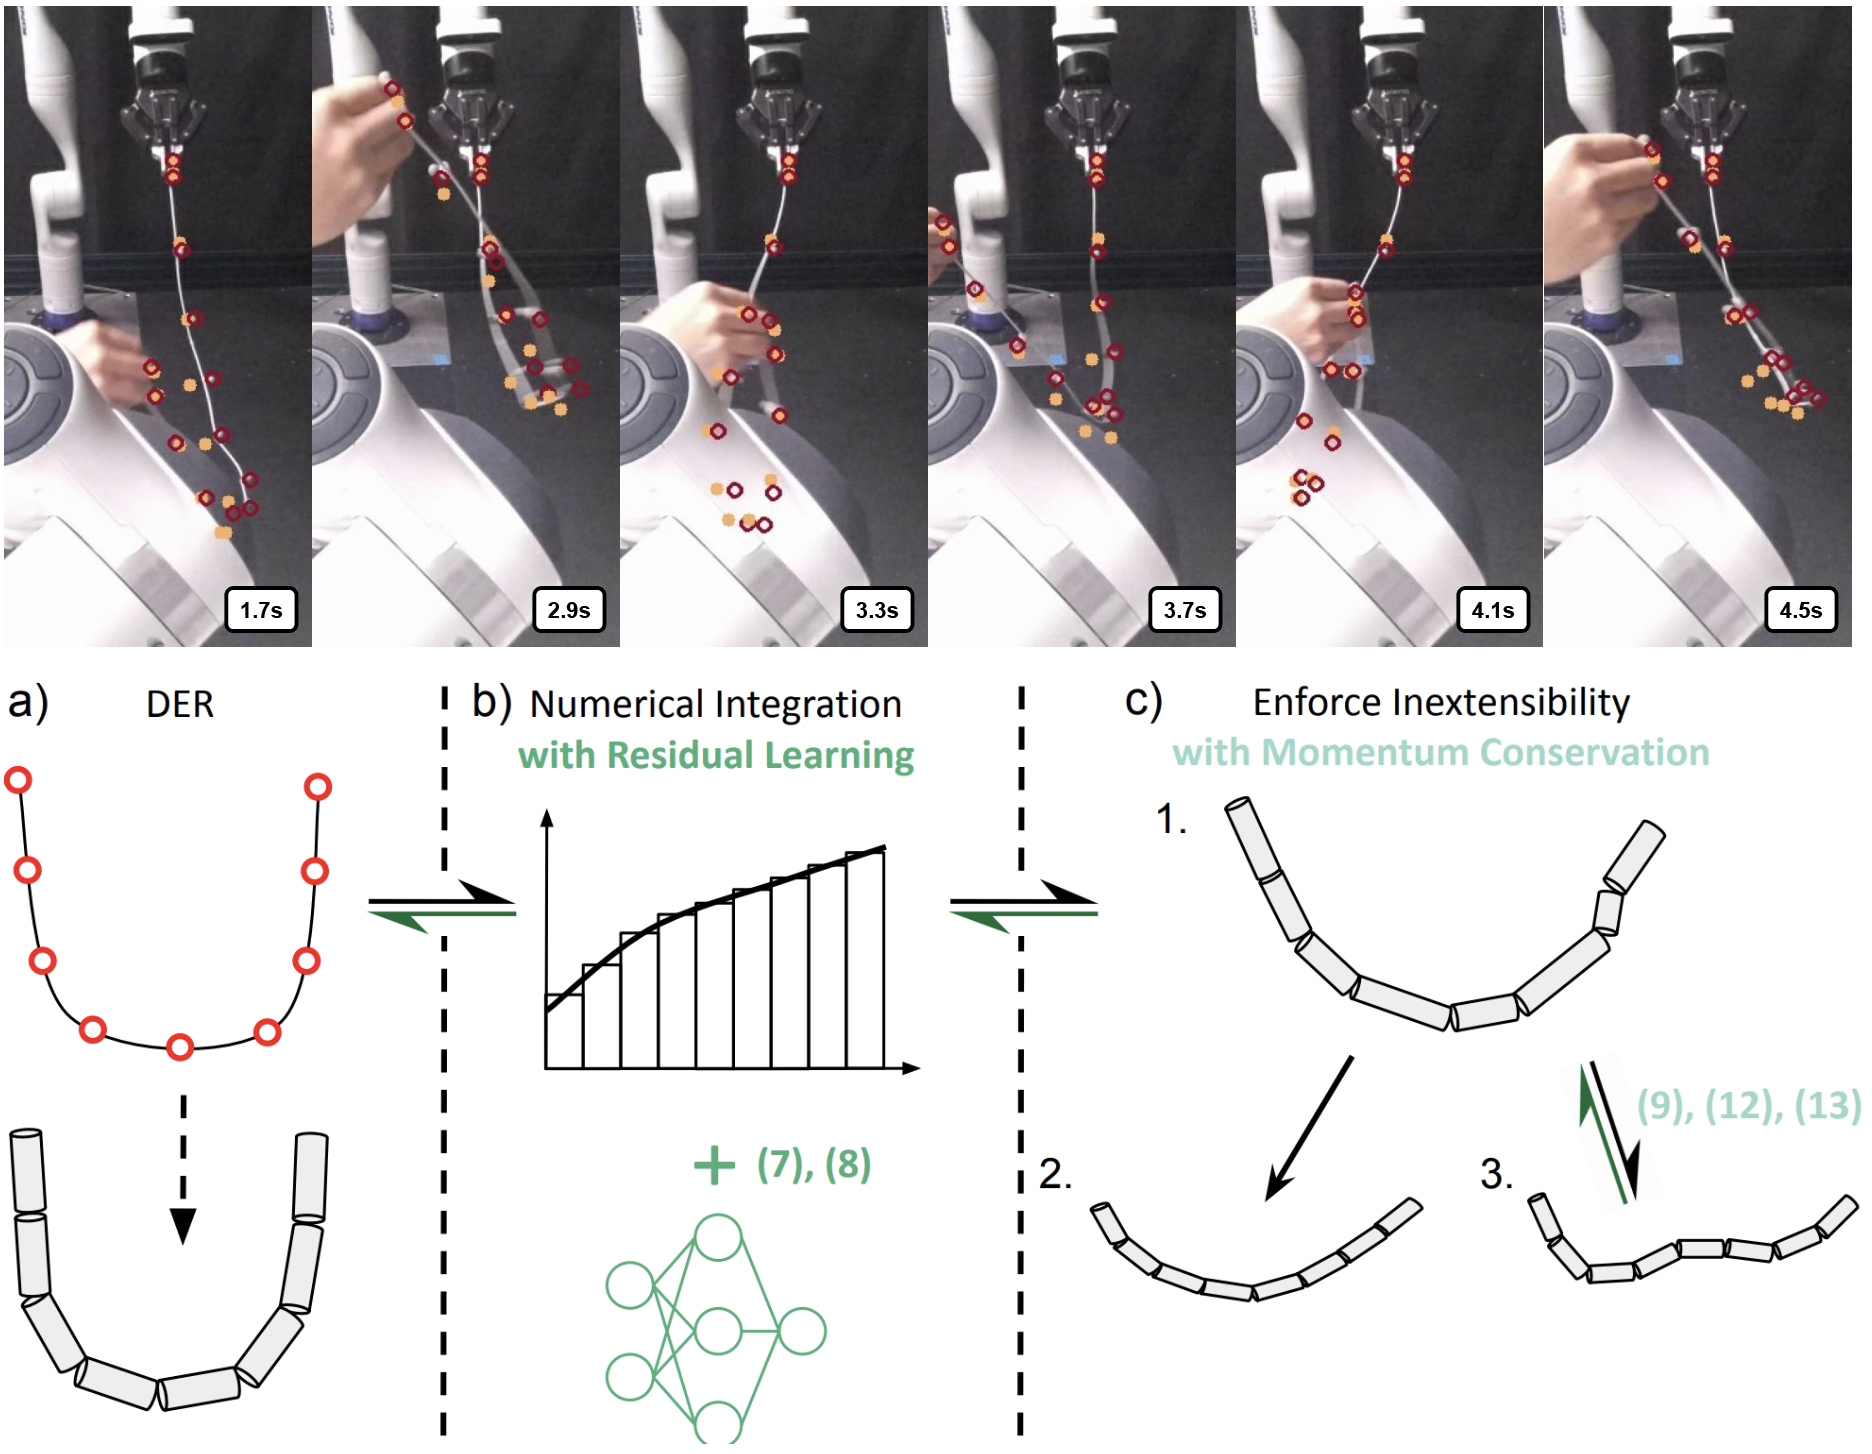 1.7s
2.9s
3.3s
3.7s
4.1s
4.5s
a) DER
b) Numerical Integration
with Residual Learning
c) Enforce Inextensibility
with Momentum Conservation
1.
+ (7), (8)
(9), (12), (13)
2.
3.